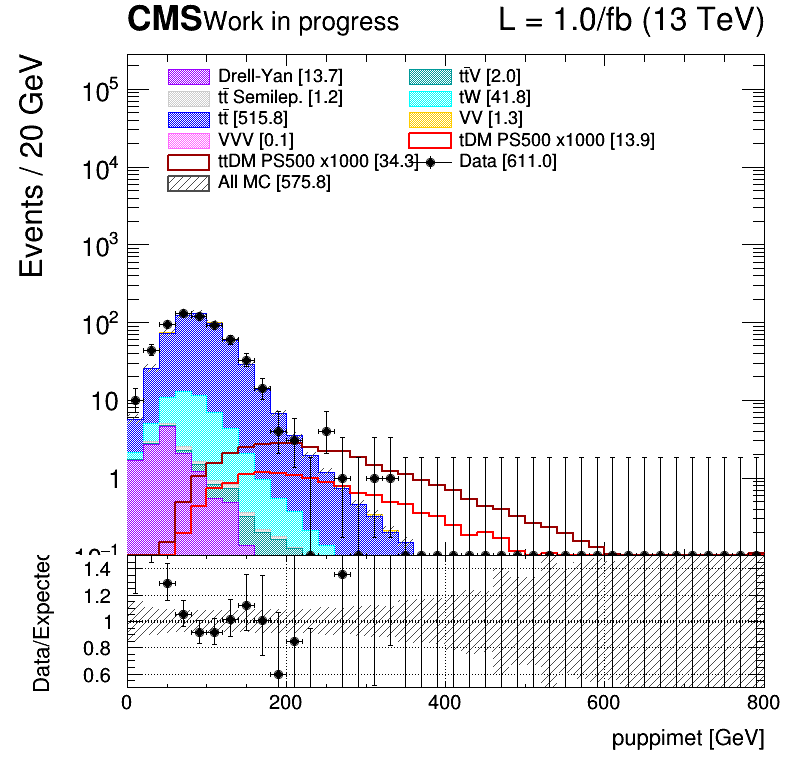 CMS Work in progress L = 1.0/fb (13 TeV)
Events / 20 GeV
Drell-Yan [13.7] tt̄V [2.0]
tt̄ Semilep. [1.2] tW [41.8]
tt̄ [515.8] VV [1.3]
VVV [0.1] tDM PS500 x1000 [13.9]
ttDM PS500 x1000 [34.3] Data [611.0]
All MC [575.8]
10⁵
10⁴
10³
10²
10
1
10⁻¹
Data/Expected
1.4
1.2
1
0.8
0.6
0 200 400 600 800
puppimet [GeV]